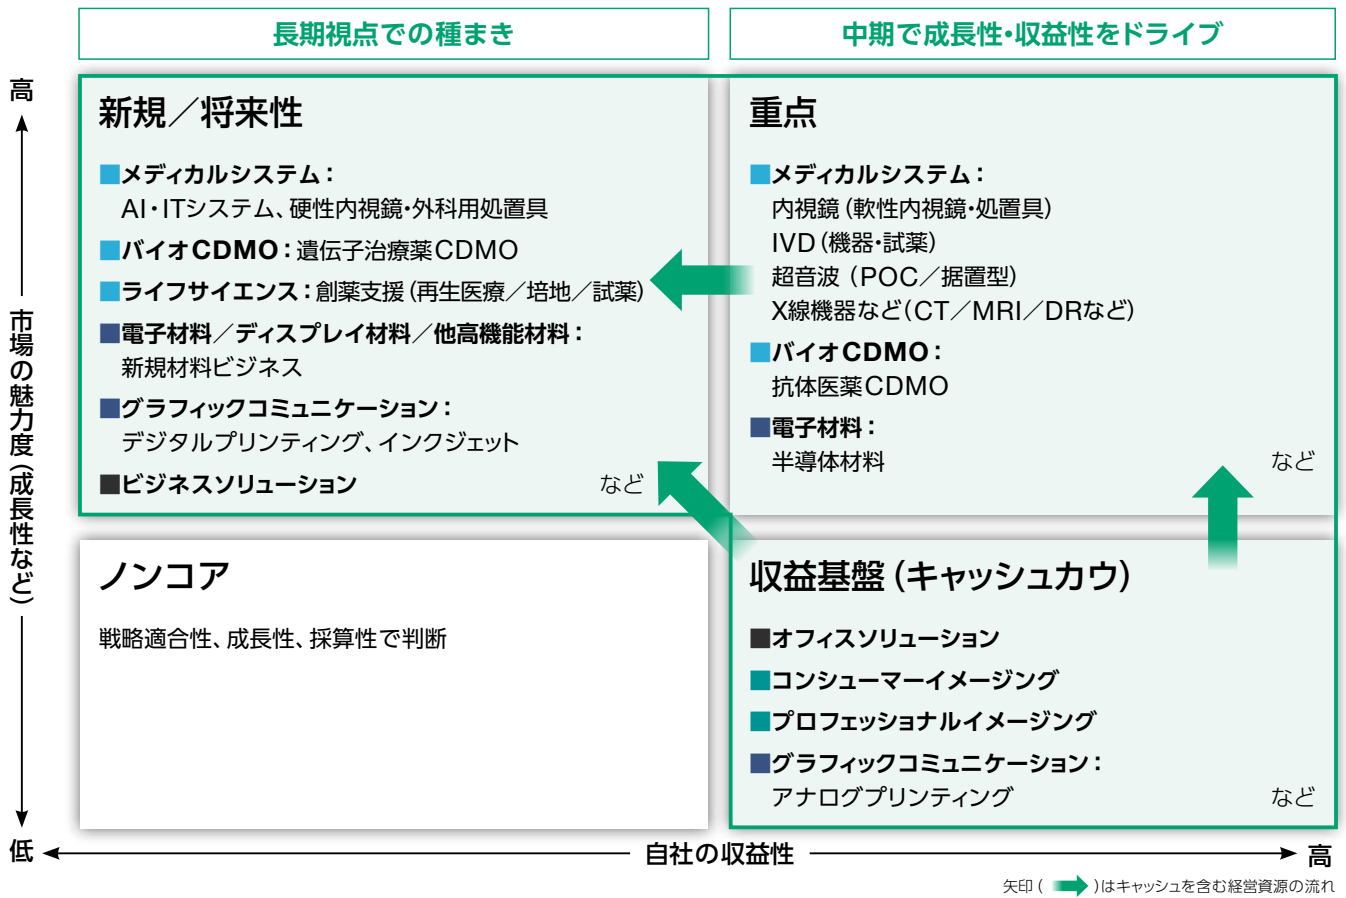 長期視点での種まき
中期で成長性・収益性をドライブ
高
市場の魅力度(成長性など)
低
新規／将来性
■メディカルシステム：
AI・ITシステム、硬性内視鏡・外科用処置具
■バイオCDMO：遺伝子治療薬CDMO
■ライフサイエンス：創薬支援(再生医療／培地／試薬)
■電子材料／ディスプレイ材料／他高機能材料：
新規材料ビジネス
■グラフィックコミュニケーション：
デジタルプリンティング、インクジェット
■ビジネスソリューション
など
重点
■メディカルシステム：
内視鏡(軟性内視鏡・処置具)
IVD(機器・試薬)
超音波(POC／据置型)
X線機器など(CT／MRI／DRなど)
■バイオCDMO：
抗体医薬CDMO
■電子材料：
半導体材料
など
ノンコア
戦略適合性、成長性、採算性で判断
収益基盤(キャッシュカウ)
■オフィスソリューション
■コンシューマーイメージング
■プロフェッショナルイメージング
■グラフィックコミュニケーション：
アナログプリンティング
など
自社の収益性
高
矢印( )はキャッシュを含む経営資源の流れ